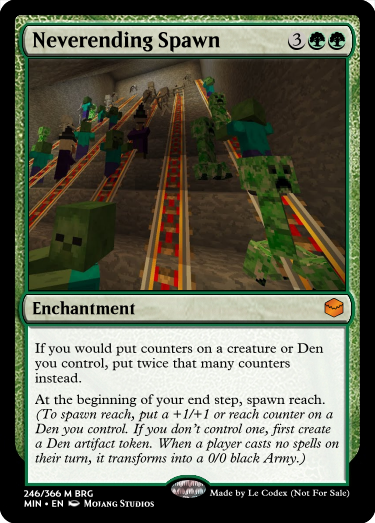 Neverending Spawn 3
Enchantment
If you would put counters on a creature or Den
you control, put twice that many counters
instead.
At the beginning of your end step, spawn reach.
(To spawn reach, put a +1/+1 or reach counter on a
Den you control. If you don't control one, first create
a Den artifact token. When a player casts no spells on
their turn, it transforms into a 0/0 black Army.)
246/366 M BRG
MIN • EN Mojang Studios
Made by Le Codex (Not For Sale)